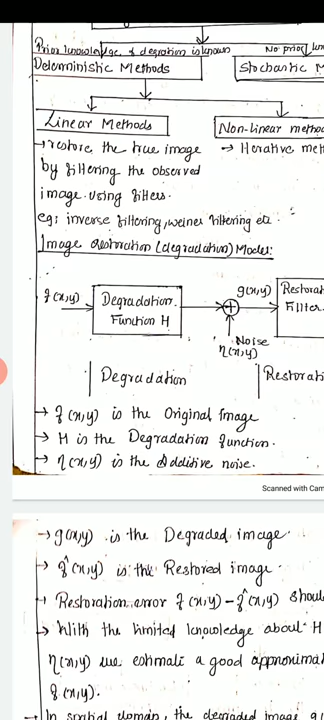 Prior knowledge of degration is known No prior
Deterministic Methods Stochastic M
Linear Methods Non-linear metho
→ restore the true image → Iterative met
by filtering the observed
image using filters.
eg: inverse filtering, weiner filtering etc.
Image Restoration (degradation) Model:
f(x,y) Degradation Function H + g(x,y) Restorat Filter
Noise
η(x,y)
Degradation Restorati
→ f(x,y) is the Original Image
→ H is the Degradation function.
→ η(x,y) is the Additive noise.
Scanned with Cam
→ g(x,y) is the Degraded image.
→ f^(x,y) is the Restored image.
→ Restoration error f(x,y) - f^(x,y) shou
→ With the limited knowledge about H
η(x,y) we estimate a good approximat
f(x,y).
→ In spatial domain, the degraded image